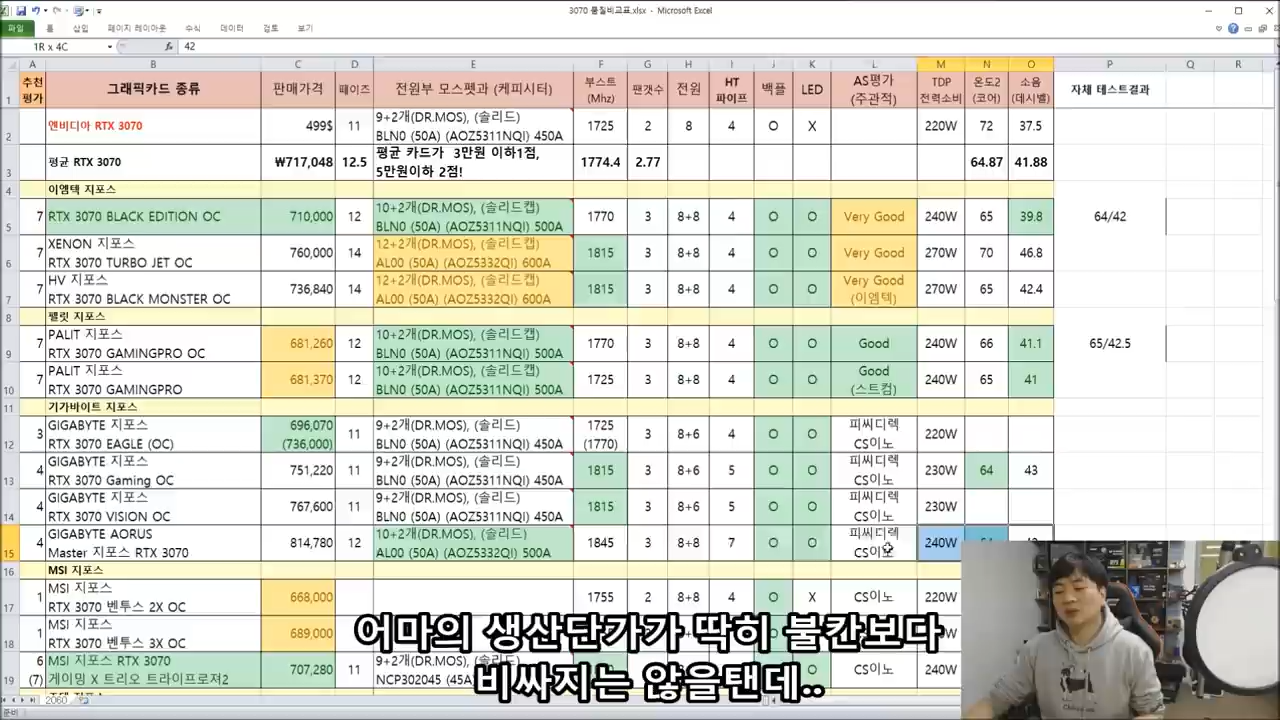 3070 품질비교표.xlsx - Microsoft Excel
파일 홈 삽입 페이지 레이아웃 수식 데이터 검토 보기
1R x 4C fx 42
A B C D E F G H I J K L M N O P Q R
1 추천 평가 그래픽카드 종류 판매가격 페이즈 전원부 모스펫과 (케피시터) 부스트 (Mhz) 팬갯수 전원 HT 파이프 백플 LED AS평가 (주관적) TDP 전력소비 온도2 (코어) 소음 (데시벨) 자체 테스트결과
2 엔비디아 RTX 3070 499$ 11 9+2개(DR.MOS), (솔리드) BLN0 (50A) (AOZ5311NQI) 450A 1725 2 8 4 O X 220W 72 37.5
3 평균 RTX 3070 ₩717,048 12.5 평균 카드가 3만원 이하1점, 5만원이하 2점! 1774.4 2.77 64.87 41.88
4 이엠텍 지포스
5 7 RTX 3070 BLACK EDITION OC 710,000 12 10+2개(DR.MOS), (솔리드캡) BLN0 (50A) (AOZ5311NQI) 500A 1770 3 8+8 4 O O Very Good 240W 65 39.8 64/42
6 7 XENON 지포스 RTX 3070 TURBO JET OC 760,000 14 12+2개(DR.MOS), (솔리드캡) AL00 (50A) (AOZ5332QI) 600A 1815 3 8+8 4 O O Very Good 270W 70 46.8
7 7 HV 지포스 RTX 3070 BLACK MONSTER OC 736,840 14 12+2개(DR.MOS), (솔리드캡) AL00 (50A) (AOZ5332QI) 600A 1815 3 8+8 4 O O Very Good (이엠텍) 270W 65 42.4
8 팰릿 지포스
9 7 PALIT 지포스 RTX 3070 GAMINGPRO OC 681,260 12 10+2개(DR.MOS), (솔리드캡) BLN0 (50A) (AOZ5311NQI) 500A 1770 3 8+8 4 O O Good 240W 66 41.1 65/42.5
10 7 PALIT 지포스 RTX 3070 GAMINGPRO 681,370 12 10+2개(DR.MOS), (솔리드캡) BLN0 (50A) (AOZ5311NQI) 500A 1725 3 8+8 4 O O Good (스트컴) 240W 65 41
11 기가바이트 지포스
12 3 GIGABYTE 지포스 RTX 3070 EAGLE (OC) 696,070 (736,000) 11 9+2개(DR.MOS), (솔리드) BLN0 (50A) (AOZ5311NQI) 450A 1725 (1770) 3 8+6 4 O O 피씨디렉 CS이노 220W
13 4 GIGABYTE 지포스 RTX 3070 Gaming OC 751,220 11 9+2개(DR.MOS), (솔리드) BLN0 (50A) (AOZ5311NQI) 450A 1815 3 8+6 5 O O 피씨디렉 CS이노 230W 64 43
14 4 GIGABYTE 지포스 RTX 3070 VISION OC 767,600 11 9+2개(DR.MOS), (솔리드) BLN0 (50A) (AOZ5311NQI) 450A 1815 3 8+6 5 O O 피씨디렉 CS이노 230W
15 4 GIGABYTE AORUS Master 지포스 RTX 3070 814,780 12 10+2개(DR.MOS), (솔리드캡) AL00 (50A) (AOZ5332QI) 500A 1845 3 8+8 7 O O 피씨디렉 CS이노 240W
16 MSI 지포스
17 1 MSI 지포스 RTX 3070 벤투스 2X OC 668,000 1755 2 8+8 4 O X CS이노 220W
18 1 MSI 지포스 RTX 3070 벤투스 3X OC 689,000
19 6 (7) MSI 지포스 RTX 3070 게이밍 X 트리오 트라이프로져2 707,280 11 CS이노 240W
2060
준비
어마의 생산단가가 딱히 불칸보다
비싸지는 않을탠데..